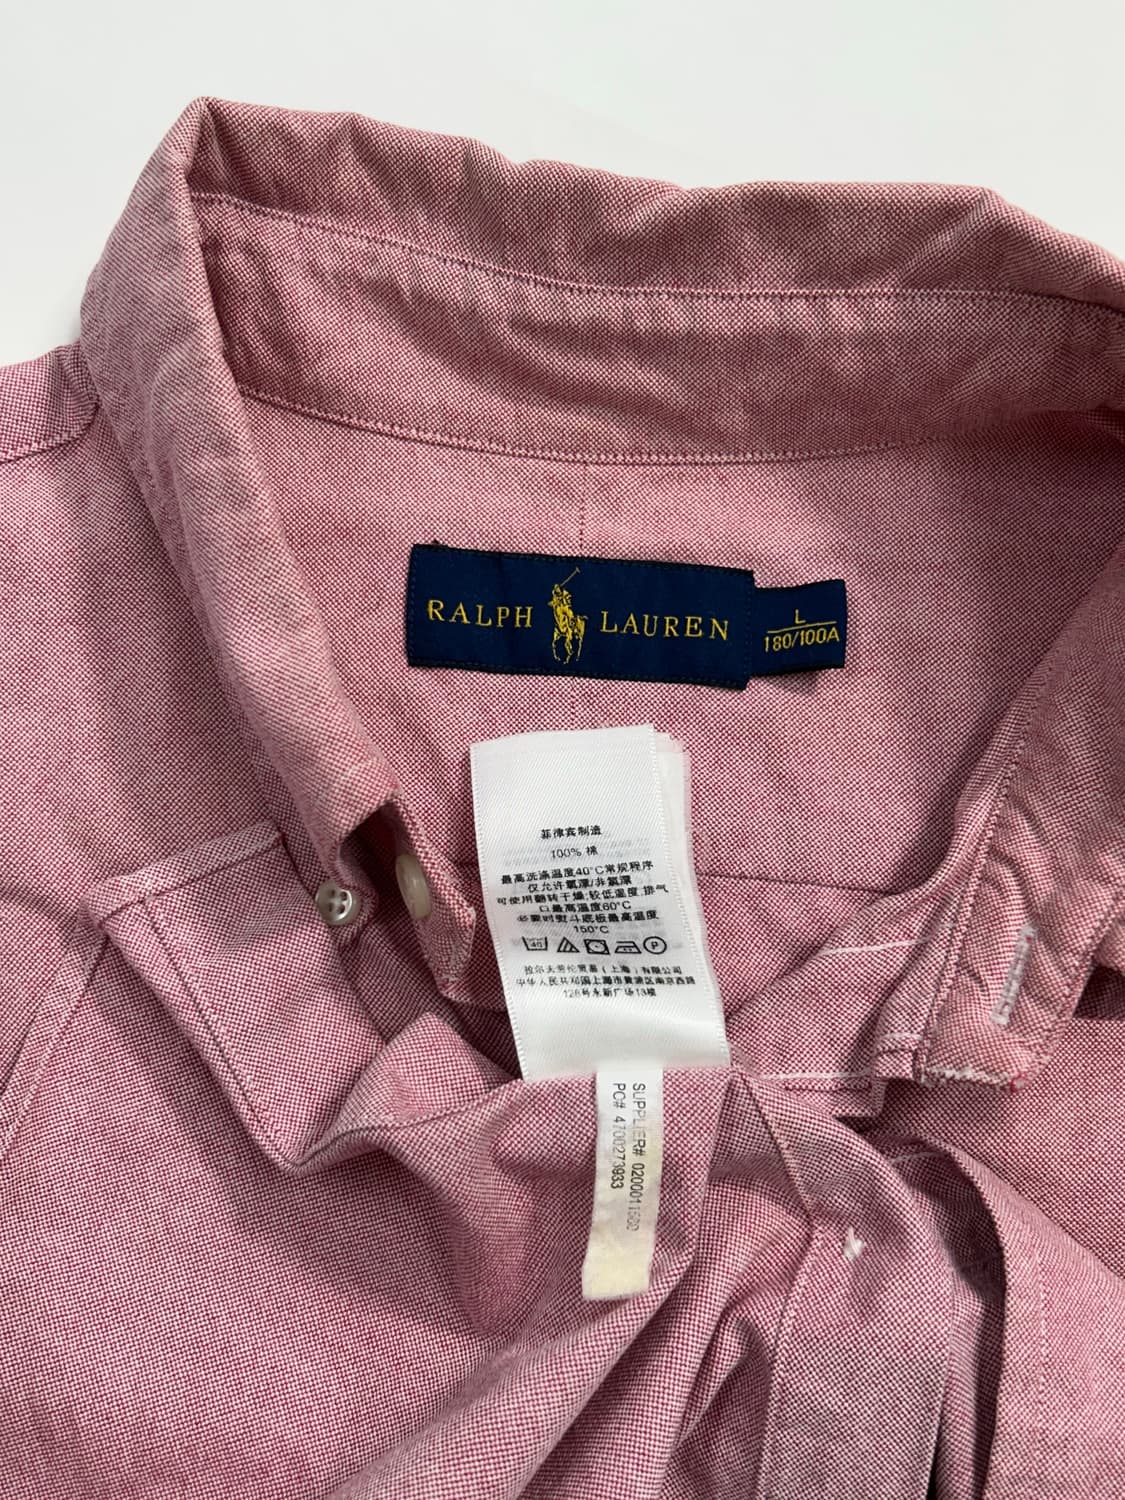 RALPH LAUREN
L
180/100A
菲律宾制造
100% 棉
最高洗涤温度40°C常规程序
仅允许氧漂/非氯漂
可使用翻转干燥;较低温度,排气
口最高温度60°C
必要时熨斗底板最高温度
150°C
40 P
拉尔夫劳伦贸易(上海)有限公司
中华人民共和国上海市黄浦区南京西路
128号永新广场13楼
SUPPLIER# 0200011502
PO# 4700273933